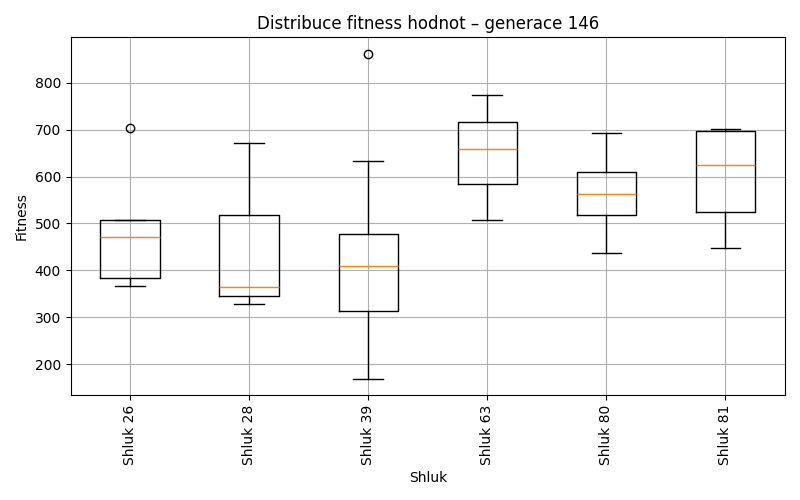 Distribuce fitness hodnot – generace 146
Fitness
800
700
600
500
400
300
200
Shluk 26
Shluk 28
Shluk 39
Shluk 63
Shluk 80
Shluk 81
Shluk